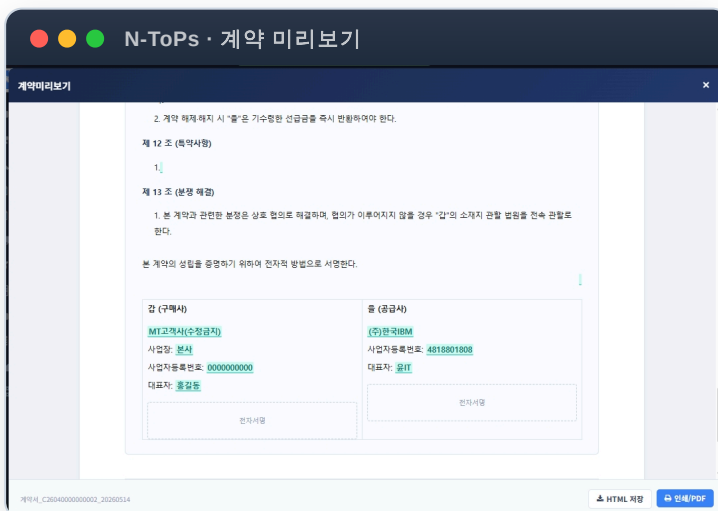 N-ToPs · 계약 미리보기
계약미리보기
×
2. 계약 해제·해지 시 "을"은 기수령한 선급금을 즉시 반환하여야 한다.
제 12 조 (특약사항)
1.
제 13 조 (분쟁 해결)
1. 본 계약과 관련한 분쟁은 상호 협의로 해결하며, 협의가 이루어지지 않을 경우 "갑"의 소재지 관할 법원을 전속 관할로
한다.
본 계약의 성립을 증명하기 위하여 전자적 방법으로 서명한다.
갑 (구매사)
MT고객사(수정금지)
사업장: 본사
사업자등록번호: 0000000000
대표자: 홍길동
전자서명
을 (공급사)
(주)한국IBM
사업자등록번호: 4818801808
대표자: 윤IT
전자서명
계약서_C26040000000002_20260514
HTML 저장
인쇄/PDF